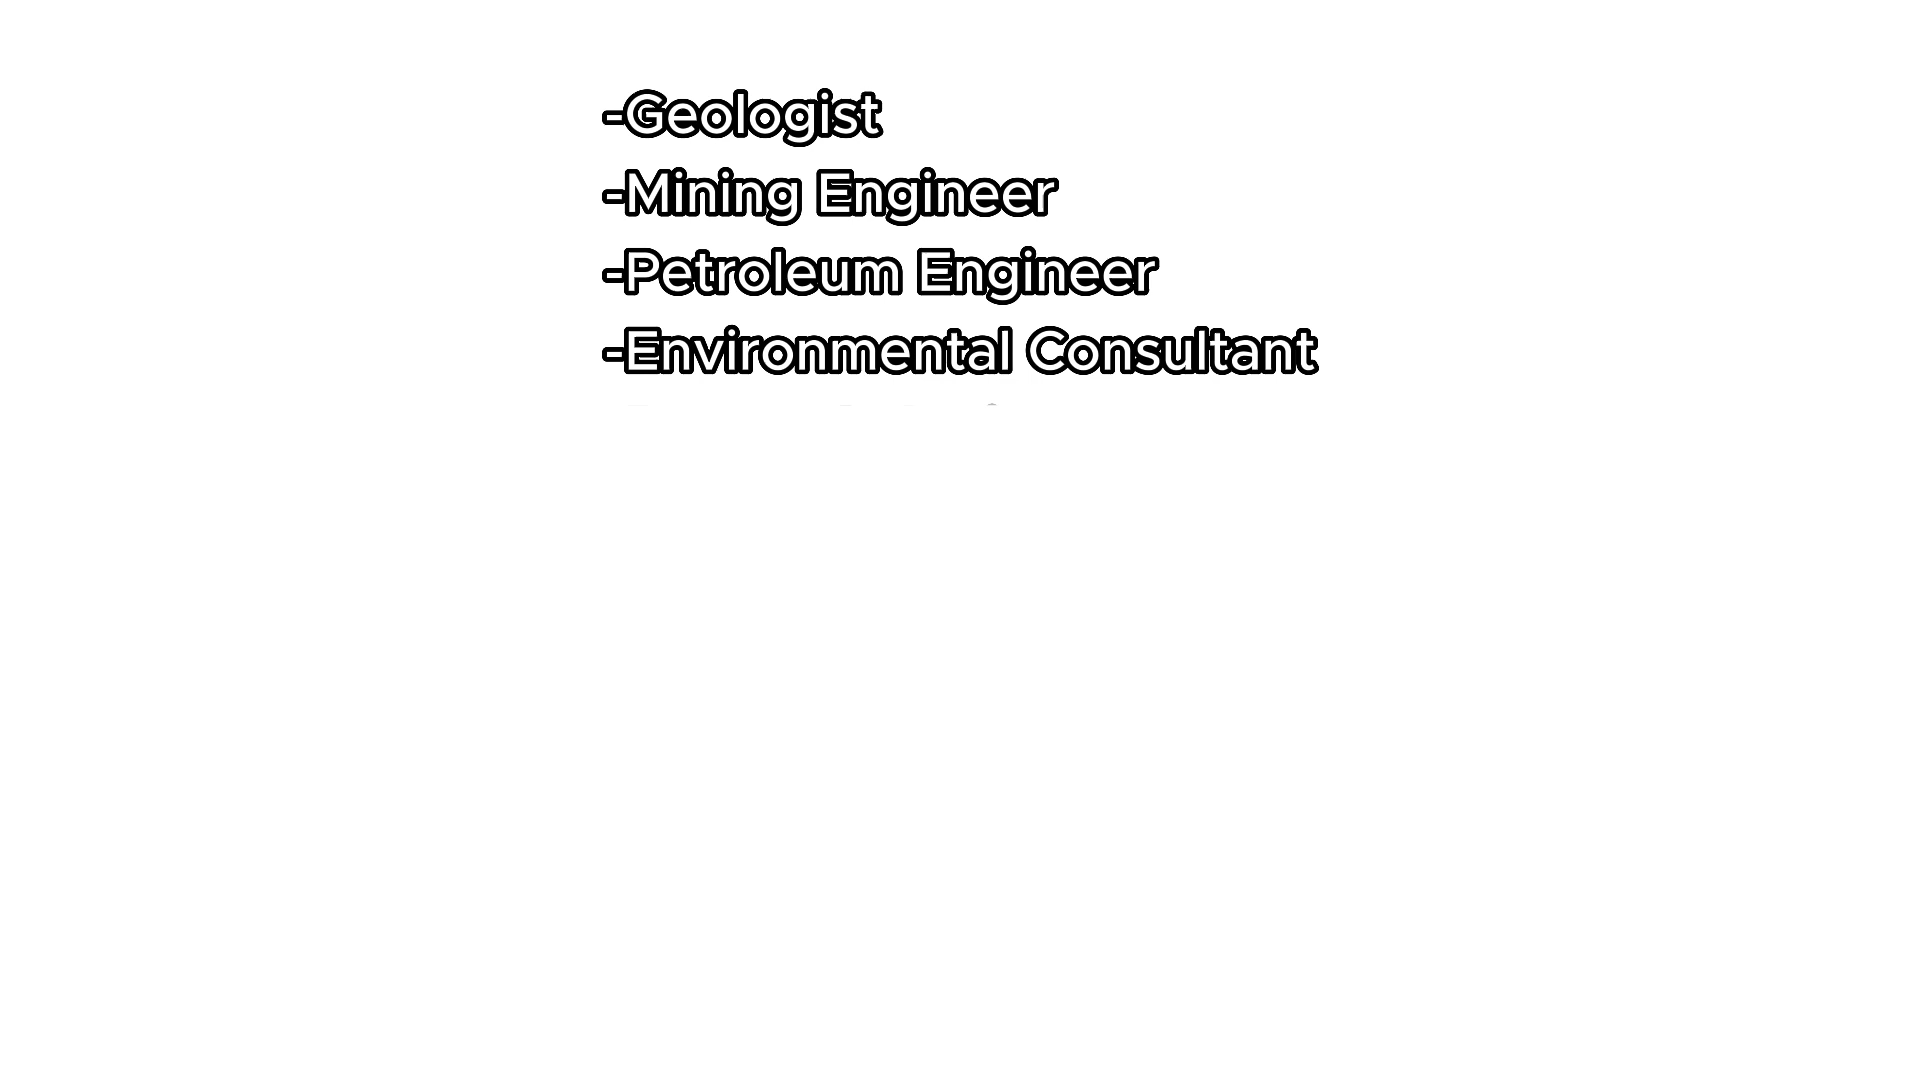 -Geologist
-Mining Engineer
-Petroleum Engineer
-Environmental Consultant